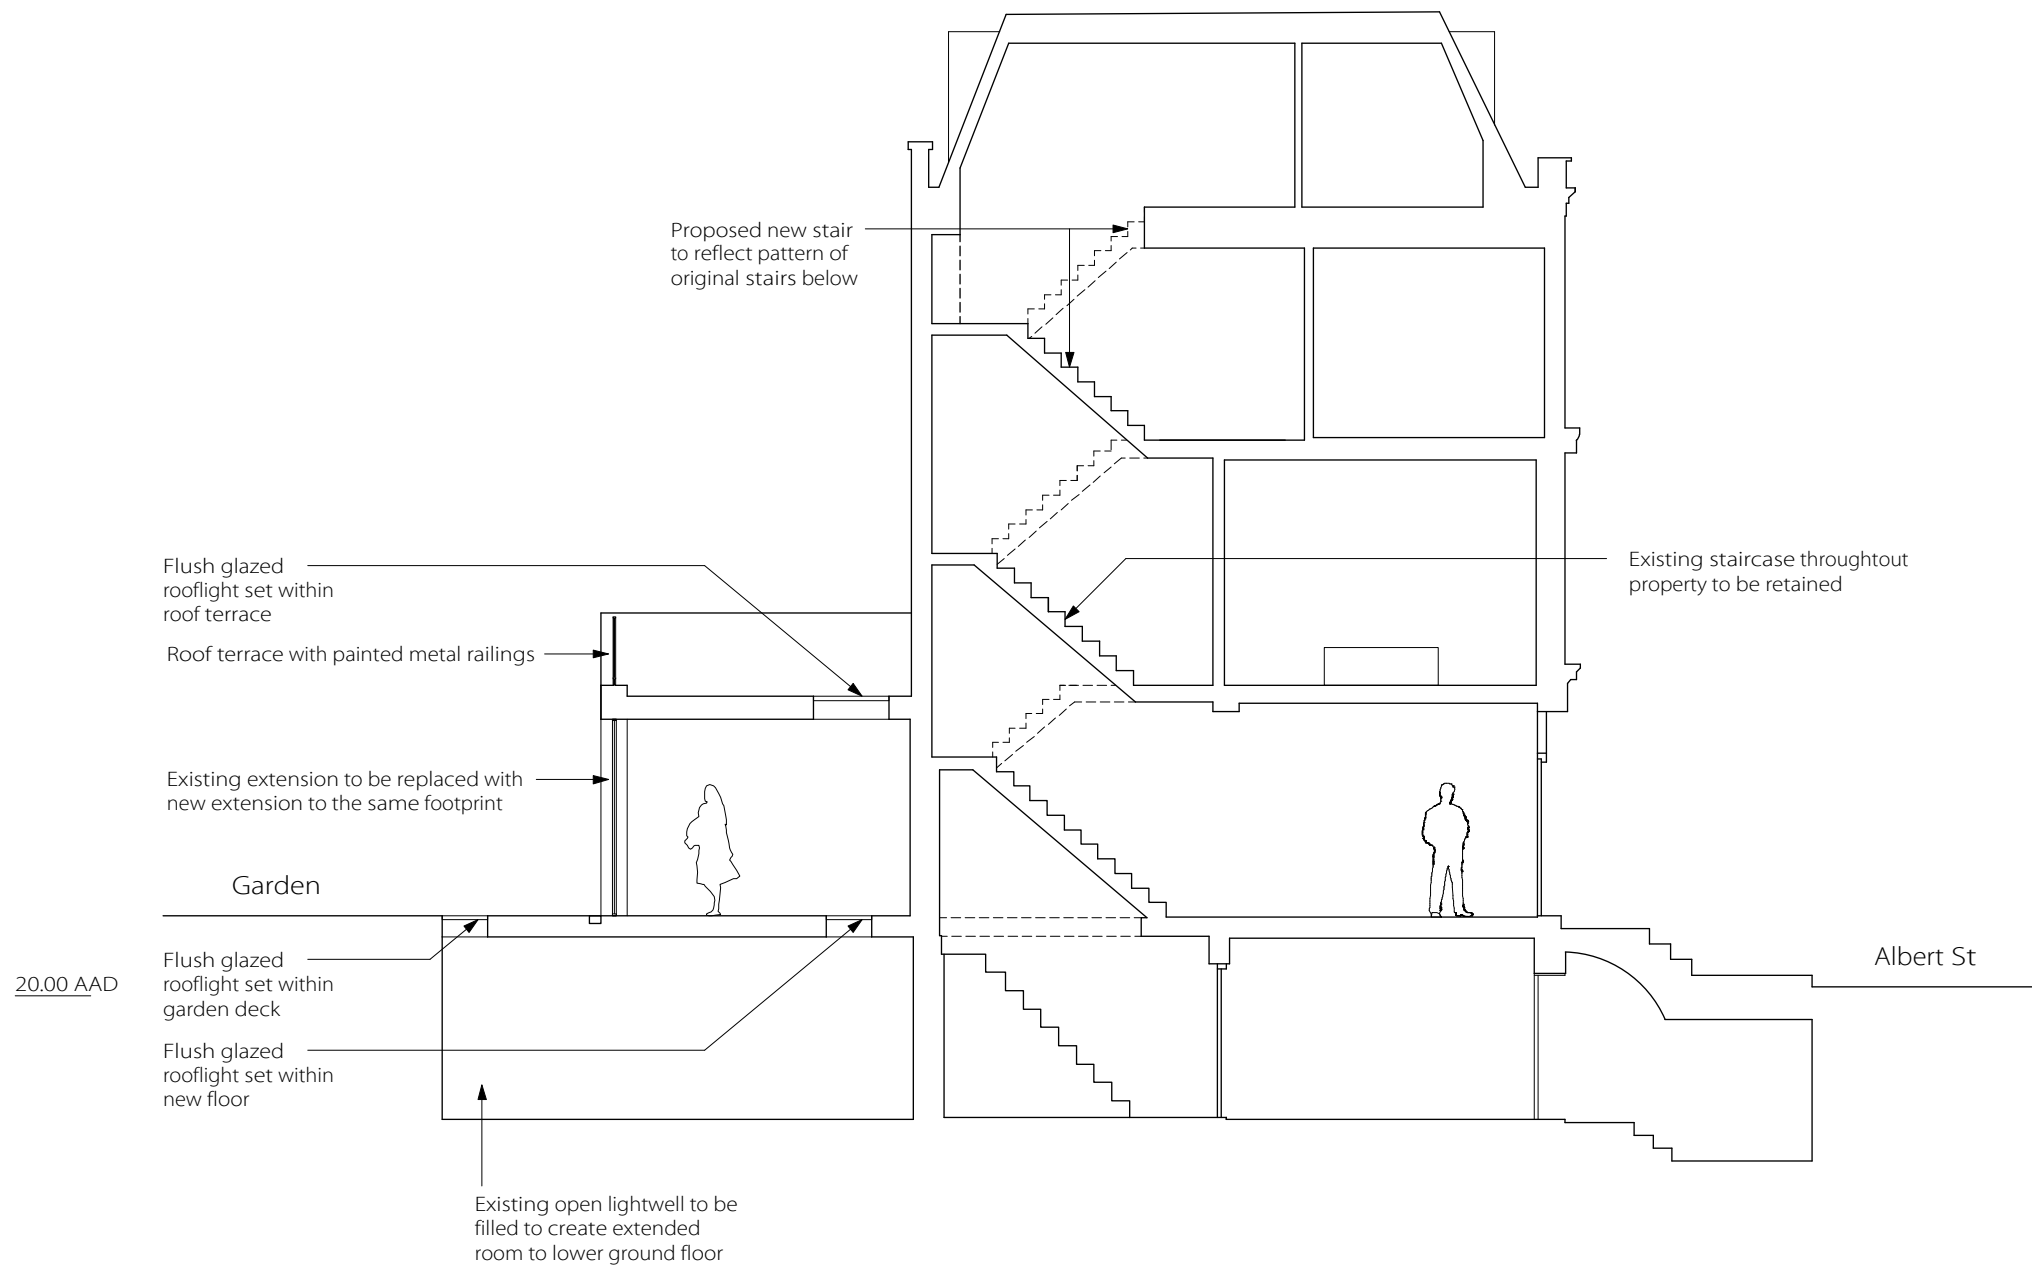 Proposed new stair
to reflect pattern of
original stairs below
Flush glazed
rooflight set within
roof terrace
Existing staircase throughtout
property to be retained
Roof terrace with painted metal railings
Existing extension to be replaced with
new extension to the same footprint
Garden
Flush glazed
rooflight set within
garden deck
Albert St
20.00 AAD
Flush glazed
rooflight set within
new floor
Existing open lightwell to be
filled to create extended
room to lower ground floor